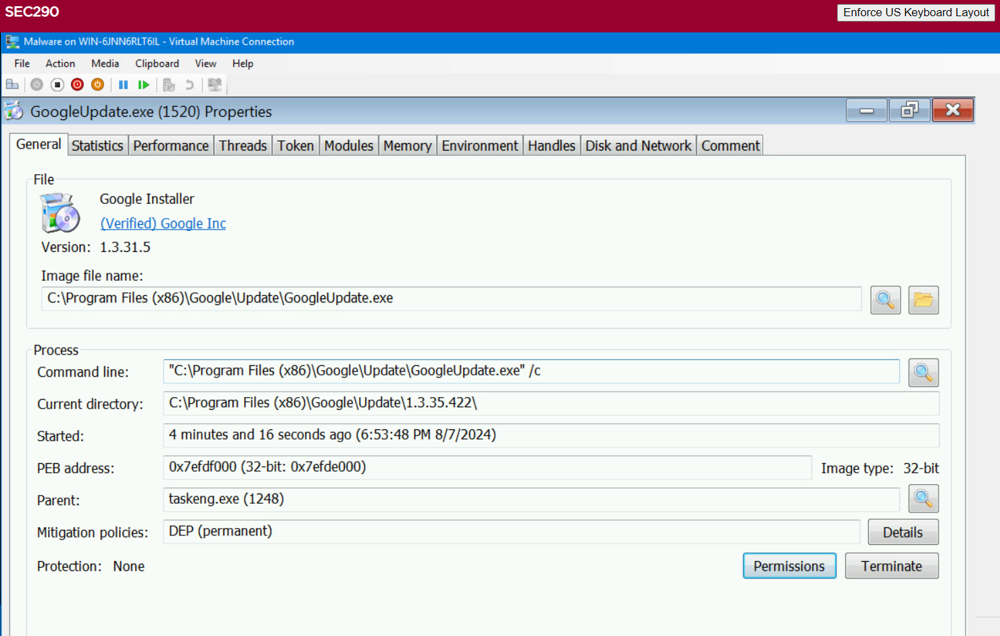 SEC290
Enforce US Keyboard Layout
Malware on WIN-6JNN6RLT6IL - Virtual Machine Connection
File Action Media Clipboard View Help
GoogleUpdate.exe (1520) Properties
General Statistics Performance Threads Token Modules Memory Environment Handles Disk and Network Comment
File
Google Installer
(Verified) Google Inc
Version: 1.3.31.5
Image file name:
C:\Program Files (x86)\Google\Update\GoogleUpdate.exe
Process
Command line: "C:\Program Files (x86)\Google\Update\GoogleUpdate.exe" /c
Current directory: C:\Program Files (x86)\Google\Update\1.3.35.422\
Started: 4 minutes and 16 seconds ago (6:53:48 PM 8/7/2024)
PEB address: 0x7efdf000 (32-bit: 0x7efde000) Image type: 32-bit
Parent: taskeng.exe (1248)
Mitigation policies: DEP (permanent) Details
Protection: None Permissions Terminate